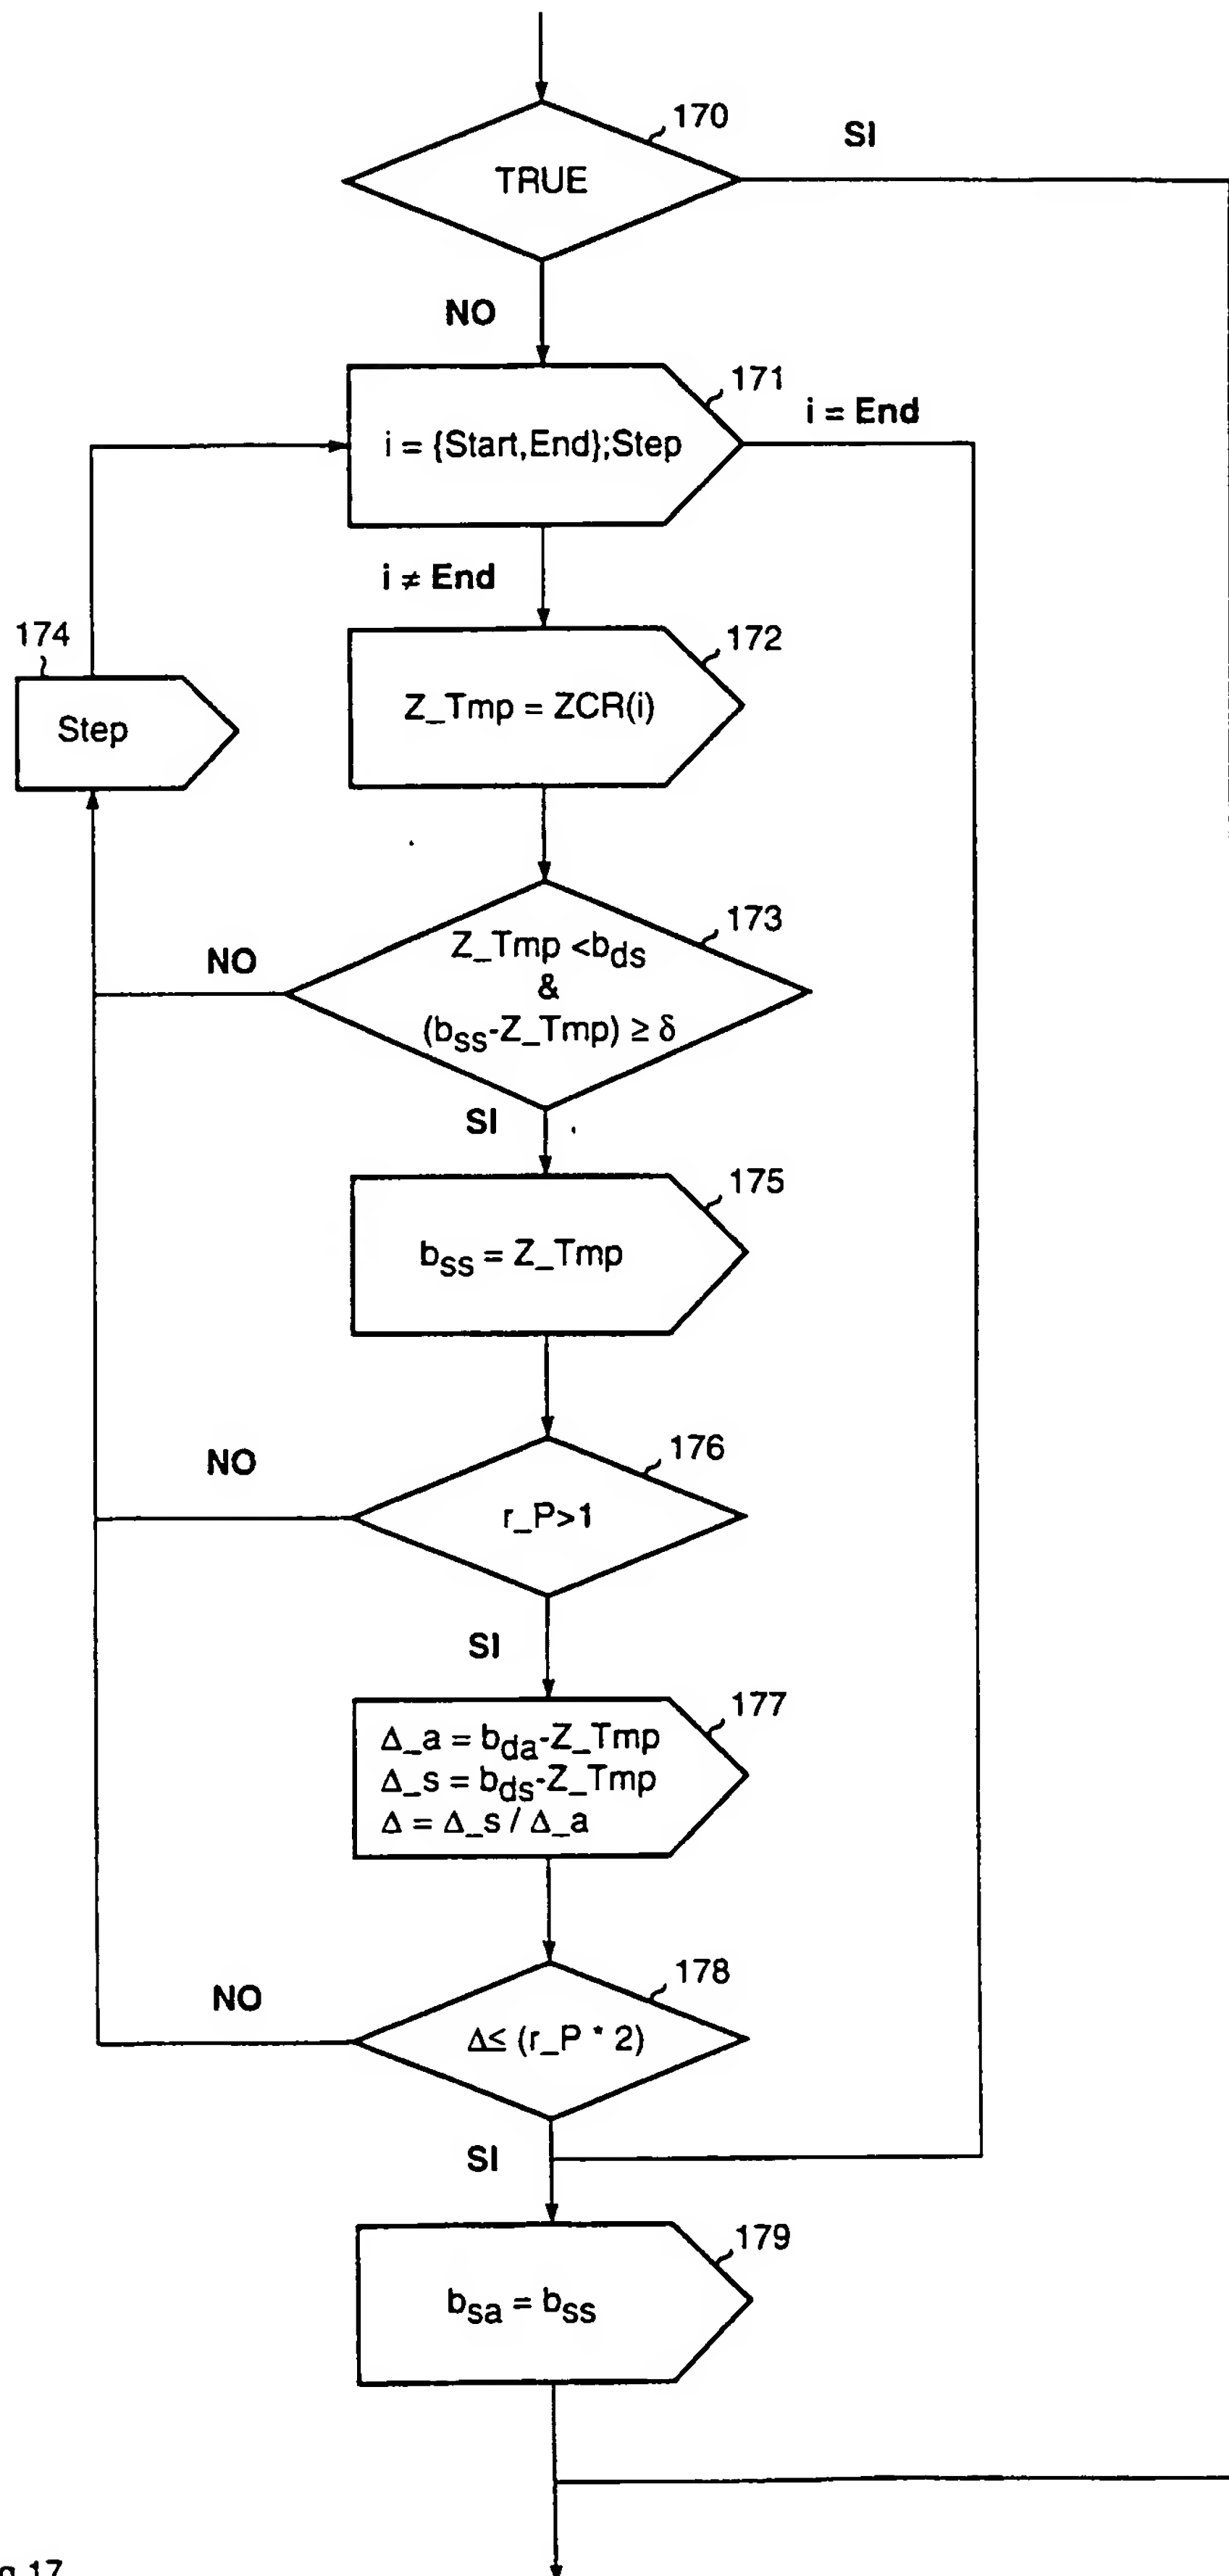 170
SI
TRUE
NO
171
i = End
i = {Start,End};Step
i ≠ End
174
172
Step
Z_Tmp = ZCR(i)
173
NO
Z_Tmp <bds
&
(bss-Z_Tmp) ≥ δ
SI
175
bss = Z_Tmp
176
NO
r_P>1
SI
177
Δ_a = bda-Z_Tmp
Δ_s = bds-Z_Tmp
Δ = Δ_s / Δ_a
178
NO
Δ≤ (r_P * 2)
SI
179
bsa = bss
g 17